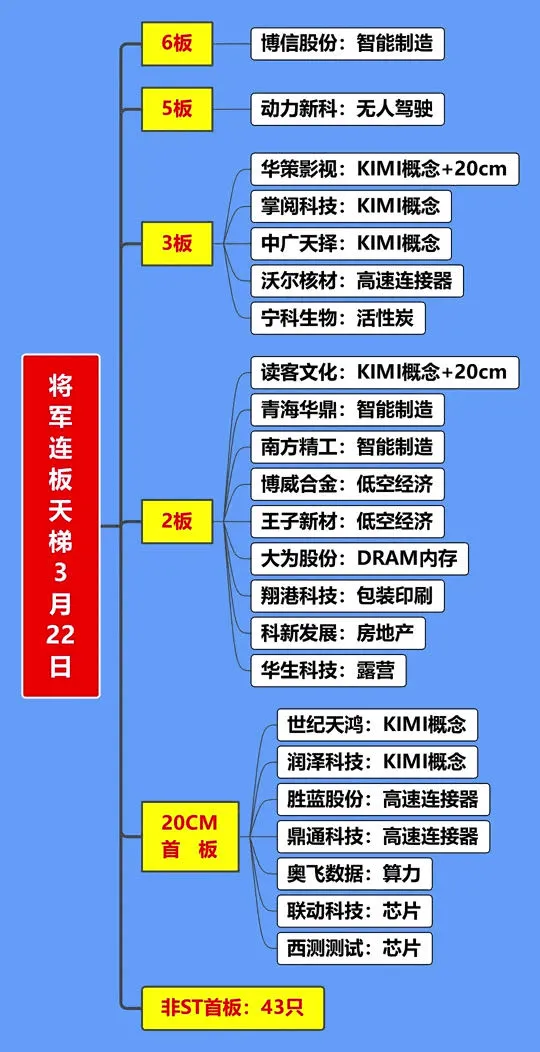 将军连板天梯3月22日
6板
博信股份：智能制造
5板
动力新科：无人驾驶
3板
华策影视：KIMI概念+20cm
掌阅科技：KIMI概念
中广天择：KIMI概念
沃尔核材：高速连接器
宁科生物：活性炭
2板
读客文化：KIMI概念+20cm
青海华鼎：智能制造
南方精工：智能制造
博威合金：低空经济
王子新材：低空经济
大为股份：DRAM内存
翔港科技：包装印刷
科新发展：房地产
华生科技：露营
20CM
首 板
世纪天鸿：KIMI概念
润泽科技：KIMI概念
胜蓝股份：高速连接器
鼎通科技：高速连接器
奥飞数据：算力
联动科技：芯片
西测测试：芯片
非ST首板：43只